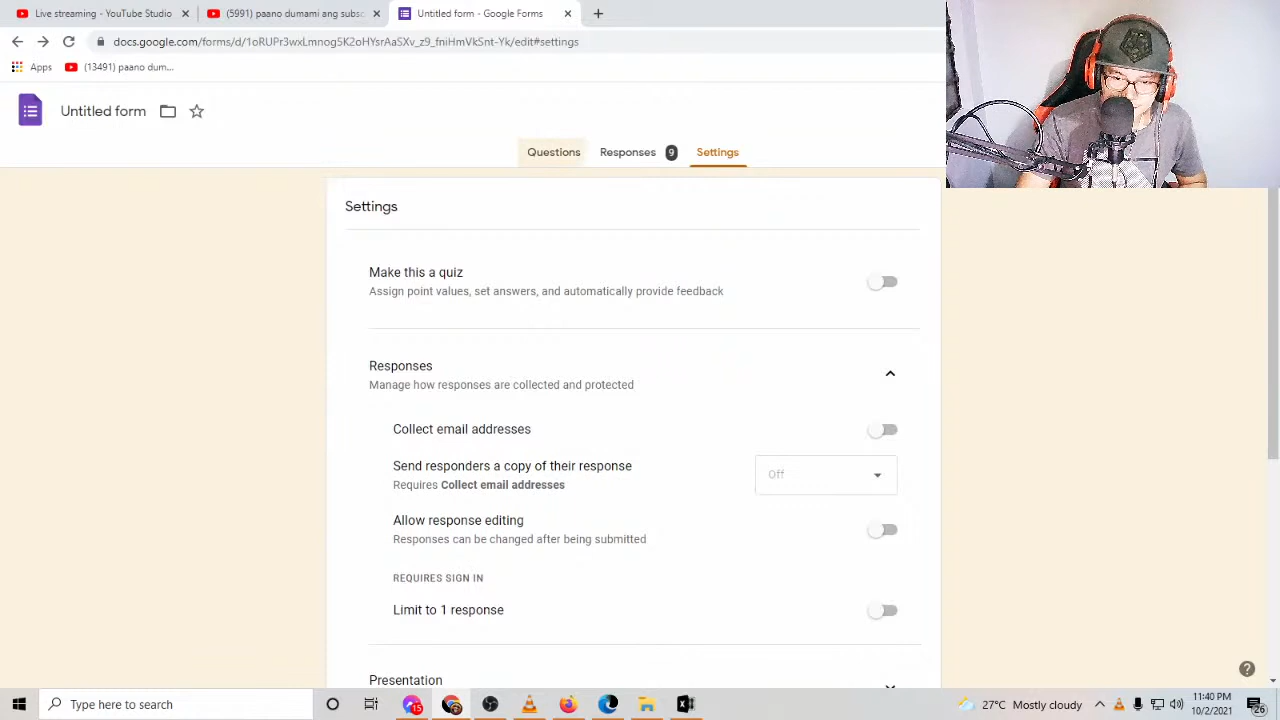 Live streaming - YouTube Studio
(5991) paano dumami ang subsc
Untitled form - Google Forms
Apps
(13491) paano dum...
Untitled form
Questions
Responses 9
Settings
Settings
Make this a quiz
Assign point values, set answers, and automatically provide feedback
Responses
Manage how responses are collected and protected
Collect email addresses
Send responders a copy of their response
Requires Collect email addresses
Off
Allow response editing
Responses can be changed after being submitted
REQUIRES SIGN IN
Limit to 1 response
Presentation
Type here to search
15
27°C Mostly cloudy
11:40 PM
10/2/2021
26